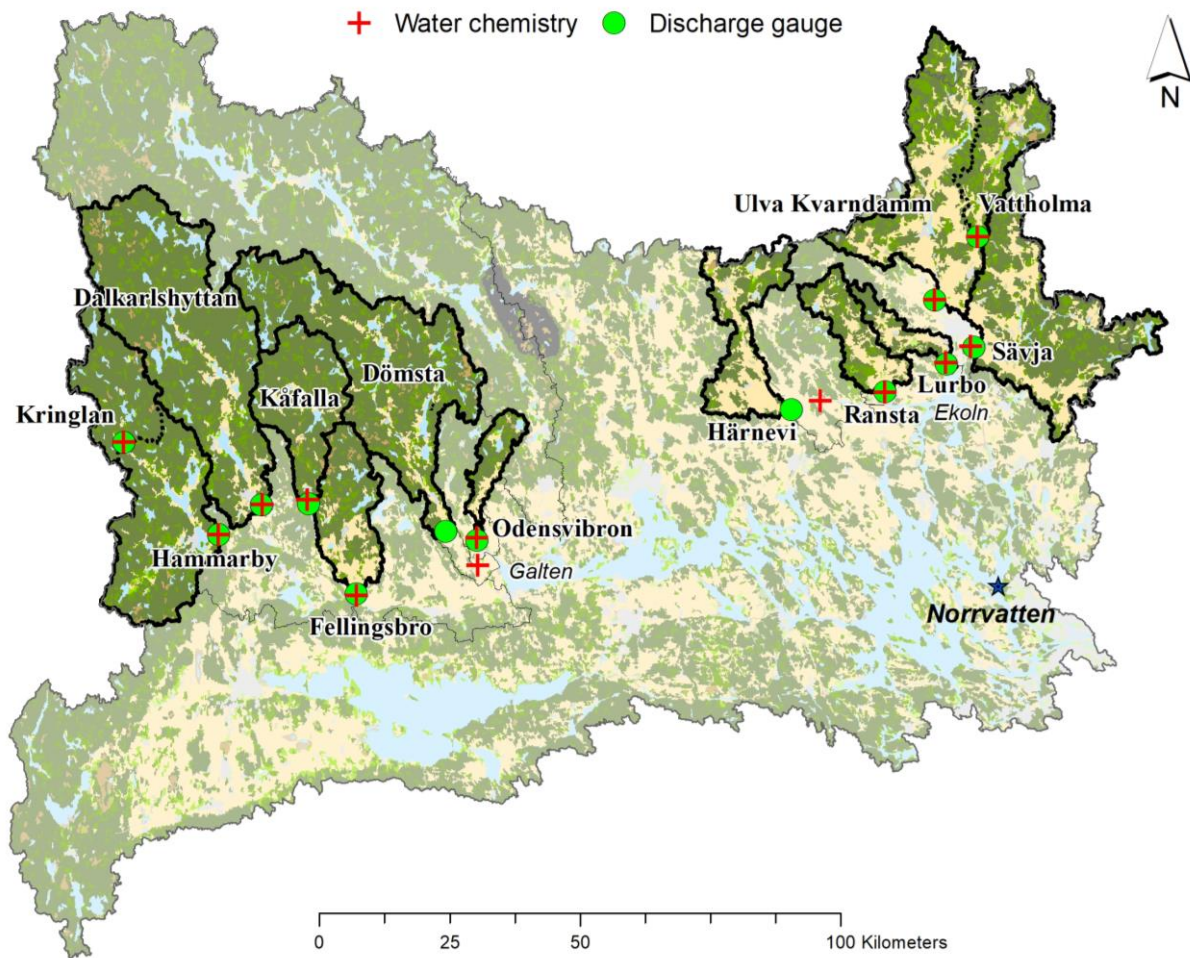 Water chemistry Discharge gauge
N
Ulva Kvarndamm Vattholma
Dalkarlshyttan
Kåfalla Dömsta
Sävja
Lurbo
Kringlan
Ransta Ekoln
Härnevi
Odensvibron
Hammarby Galten
Norrvatten
Fellingsbro
0 25 50 100 Kilometers